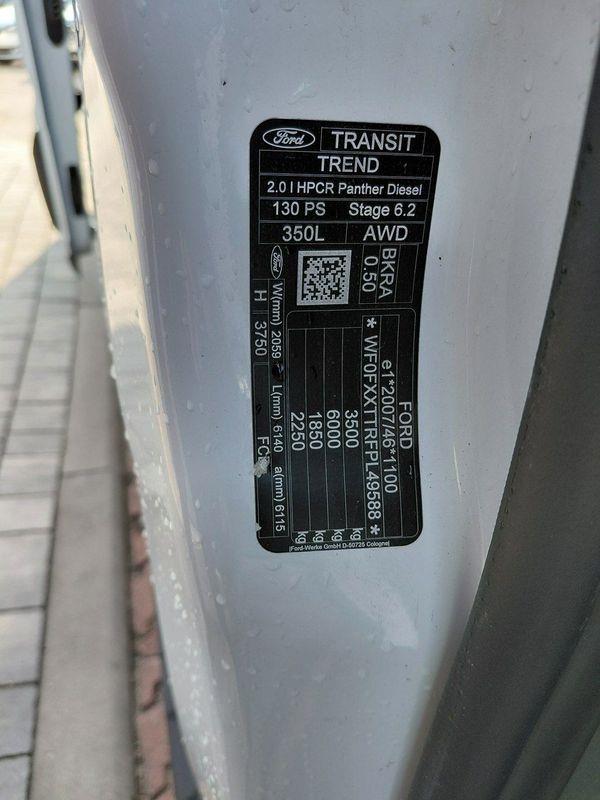 Ford TRANSIT
TREND
2.0 l HPCR Panther Diesel
130 PS Stage 6.2
350L AWD
BKRA
0.50
FORD
e1*2007/46*1100
* WF0FXXTTRFPL49588 *
3500 kg
6000 kg
1850 kg
2250 kg
Ford W(mm) 2059 L(mm) 6140 a(mm) 6115
H 3750
Ford-Werke GmbH D-50725 Cologne